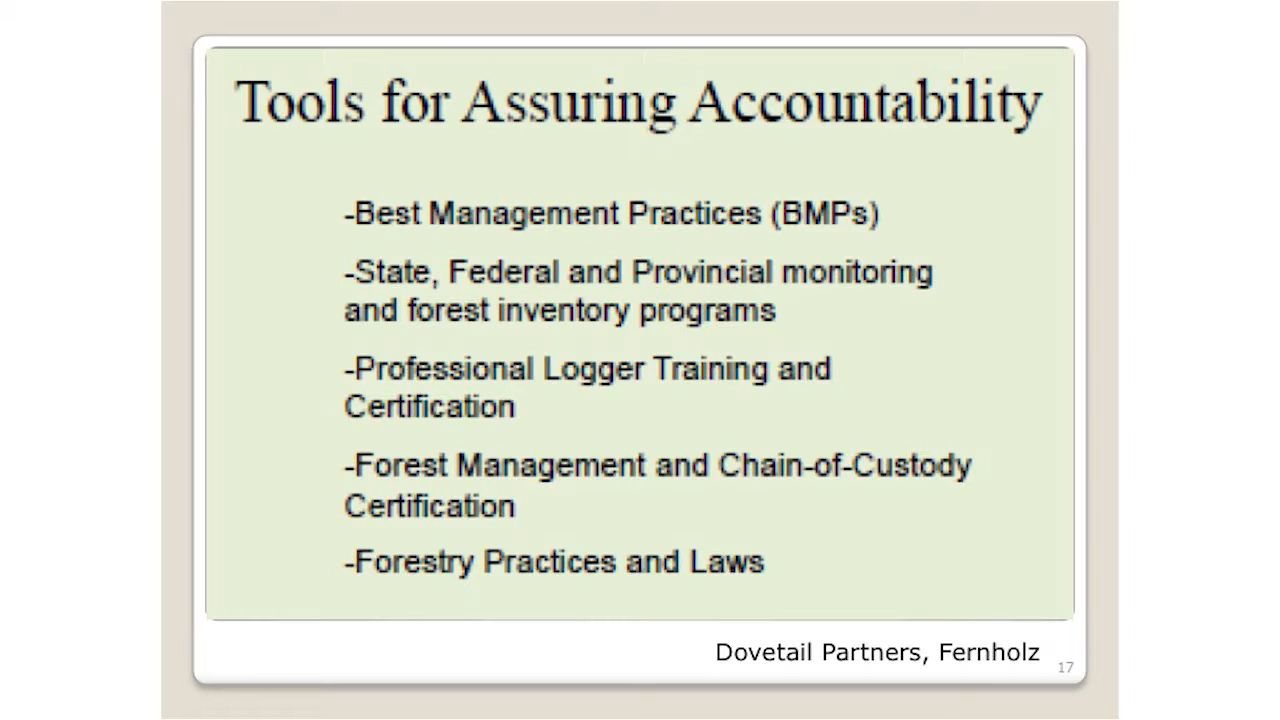 Tools for Assuring Accountability
-Best Management Practices (BMPs)
-State, Federal and Provincial monitoring
and forest inventory programs
-Professional Logger Training and
Certification
-Forest Management and Chain-of-Custody
Certification
-Forestry Practices and Laws
Dovetail Partners, Fernholz
17